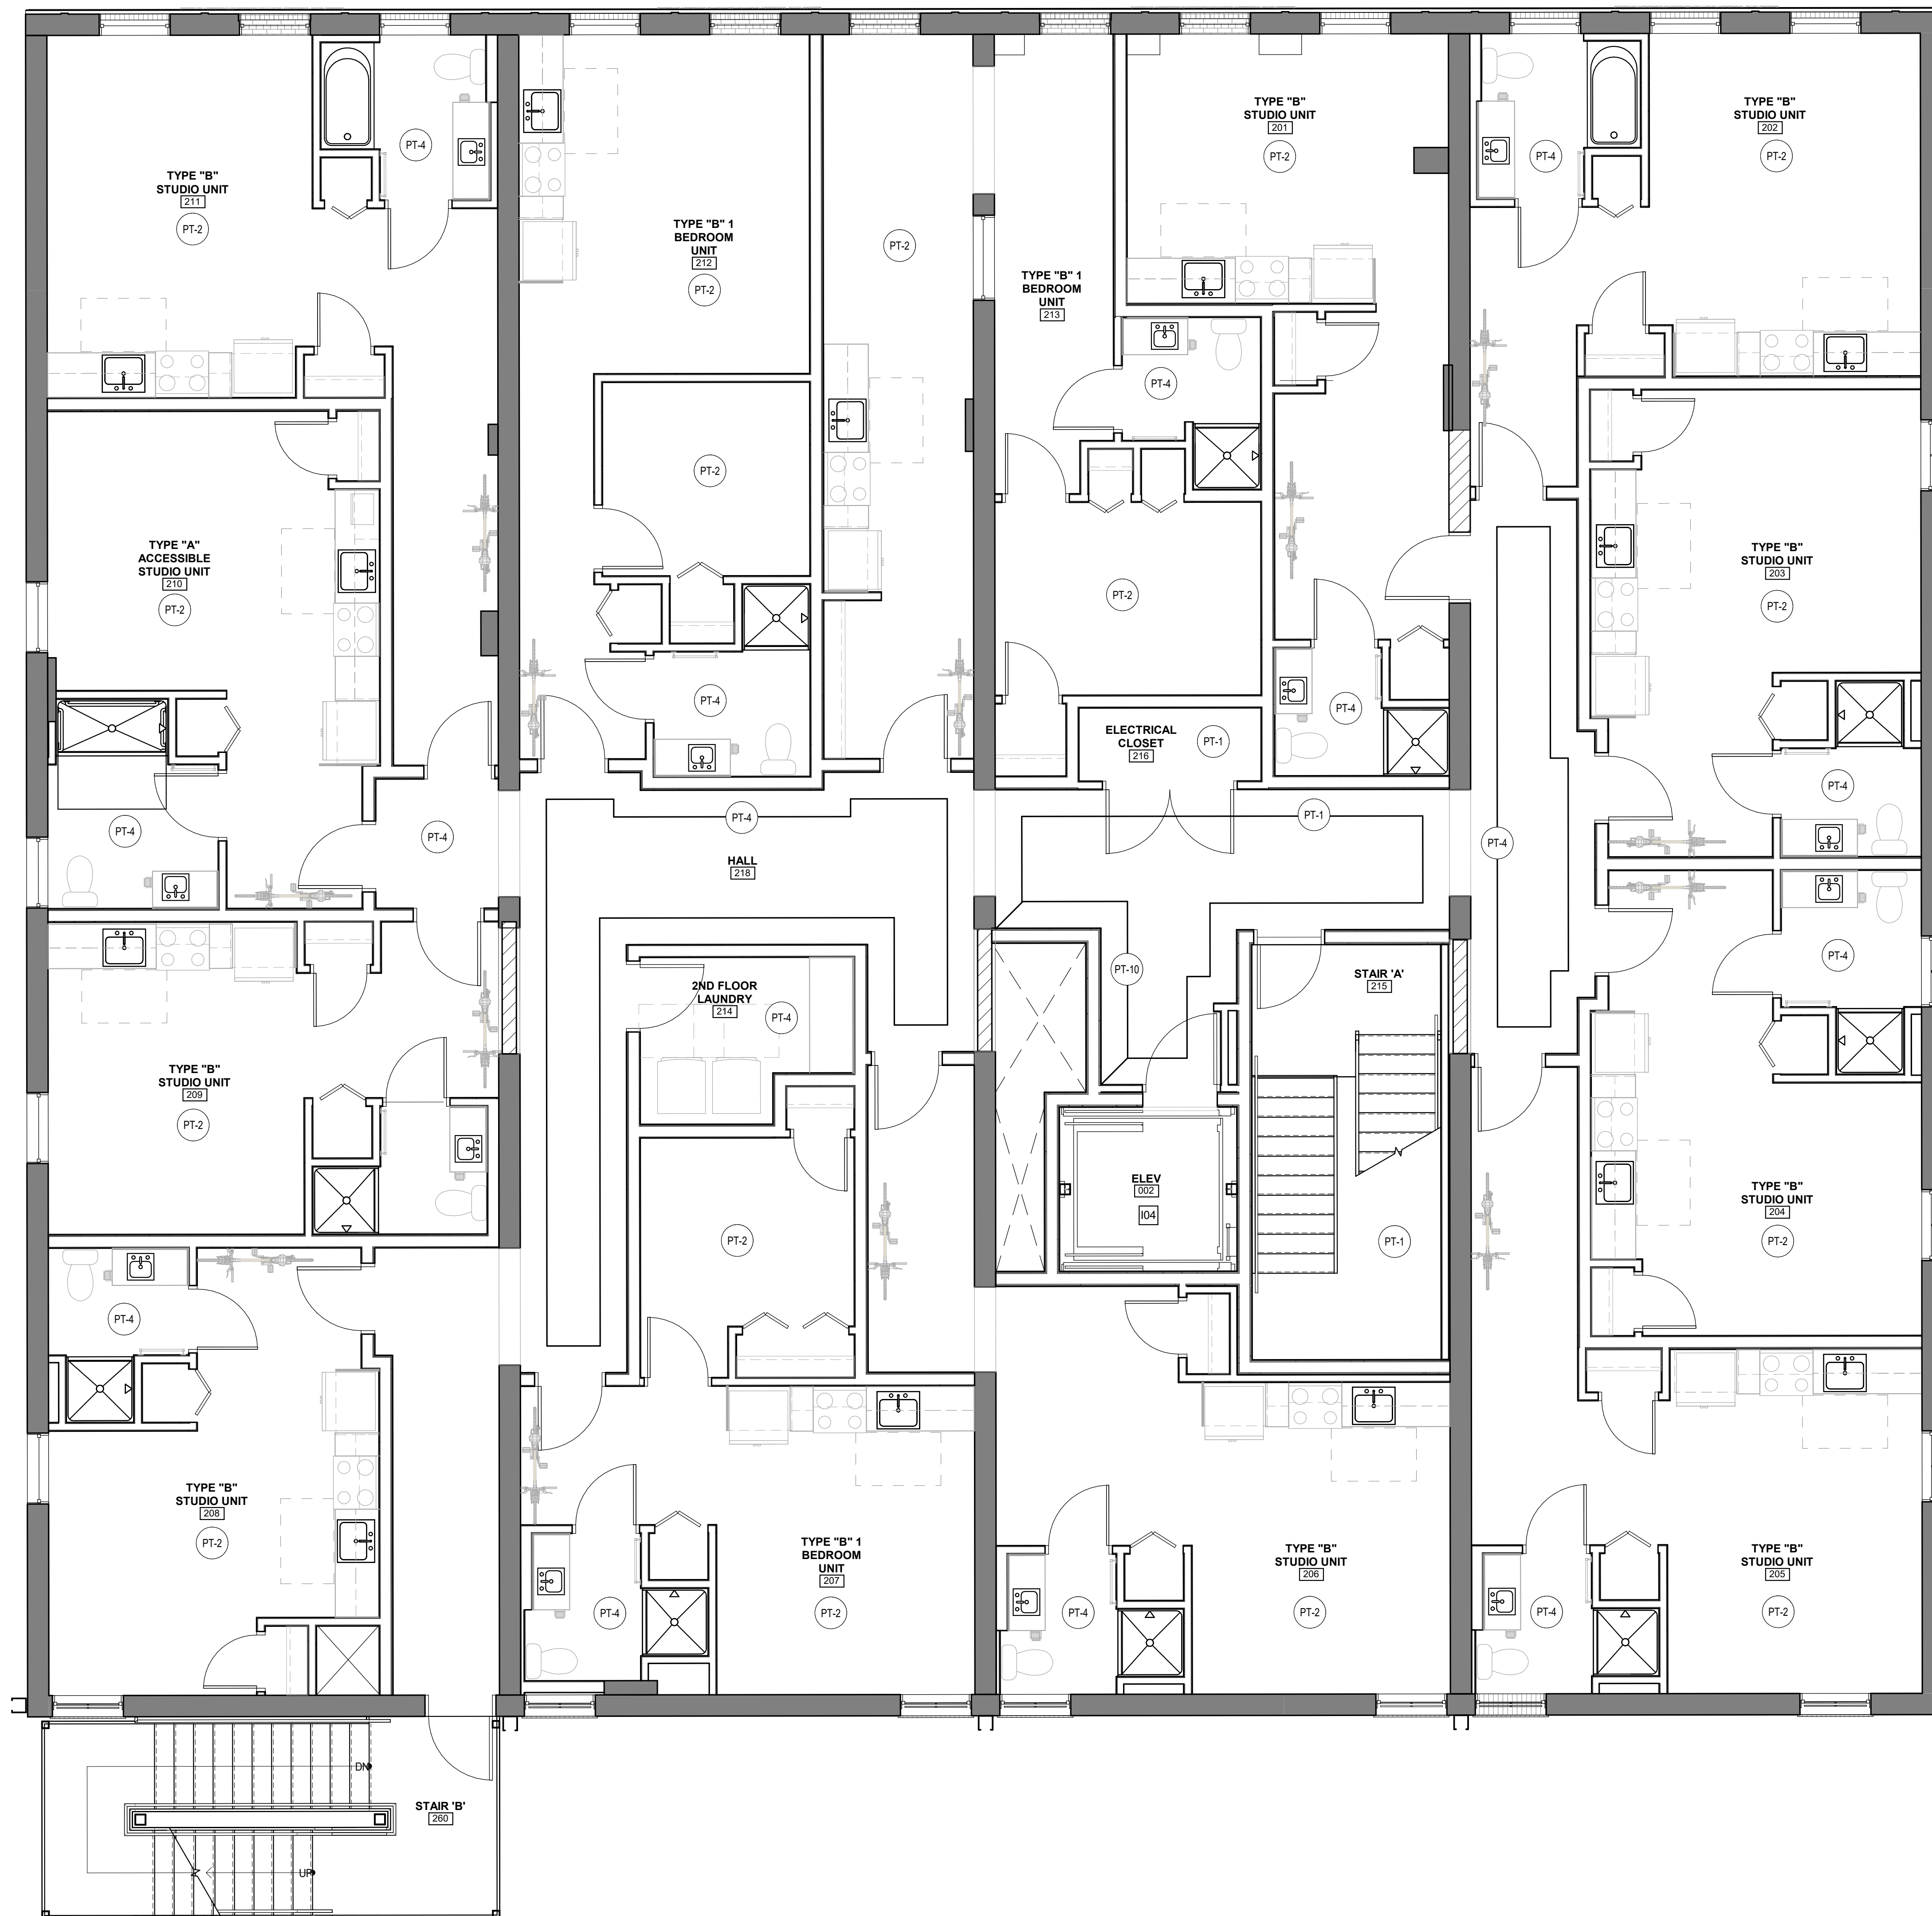 TYPE "B"
STUDIO UNIT
211
PT-2
PT-4
TYPE "B" 1
BEDROOM
UNIT
212
PT-2
PT-2
PT-2
PT-4
TYPE "B" 1
BEDROOM
UNIT
213
PT-4
PT-2
TYPE "B"
STUDIO UNIT
201
PT-2
PT-4
TYPE "B"
STUDIO UNIT
202
PT-2
PT-4
TYPE "A"
ACCESSIBLE
STUDIO UNIT
210
PT-2
PT-4
PT-4
TYPE "B"
STUDIO UNIT
203
PT-2
PT-4
ELECTRICAL
CLOSET
216
PT-1
PT-4
HALL
218
PT-1
PT-4
PT-10
2ND FLOOR
LAUNDRY
214
PT-4
STAIR 'A'
215
PT-1
ELEV
002
I04
PT-4
TYPE "B"
STUDIO UNIT
204
PT-2
TYPE "B"
STUDIO UNIT
209
PT-2
PT-2
PT-4
TYPE "B"
STUDIO UNIT
208
PT-2
TYPE "B" 1
BEDROOM
UNIT
207
PT-2
PT-4
TYPE "B"
STUDIO UNIT
206
PT-2
PT-4
TYPE "B"
STUDIO UNIT
205
PT-2
PT-4
DN
STAIR 'B'
260
UP